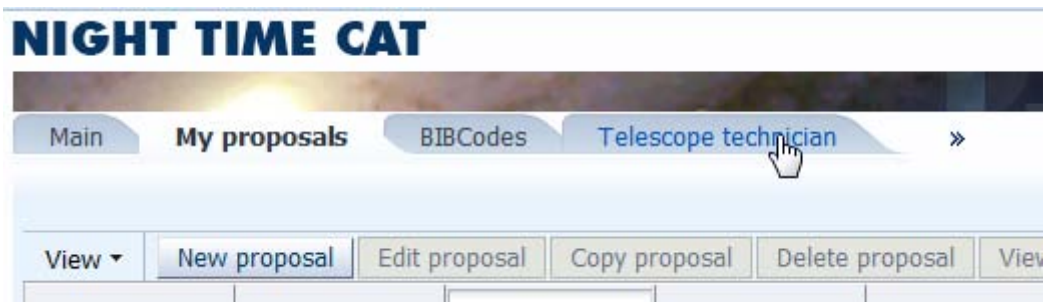 NIGHT TIME CAT
Main My proposals BIBCodes Telescope technician »
View New proposal Edit proposal Copy proposal Delete proposal